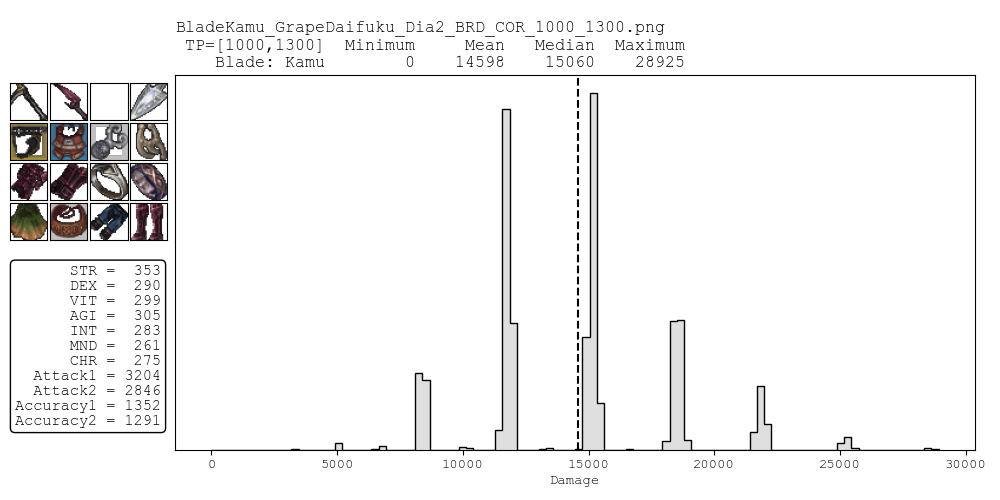 BladeKamu_GrapeDaifuku_Dia2_BRD_COR_1000_1300.png
TP=[1000,1300] Minimum Mean Median Maximum
Blade: Kamu 0 14598 15060 28925
STR = 353
DEX = 290
VIT = 299
AGI = 305
INT = 283
MND = 261
CHR = 275
Attack1 = 3204
Attack2 = 2846
Accuracy1 = 1352
Accuracy2 = 1291
0 5000 10000 15000 20000 25000 30000
Damage